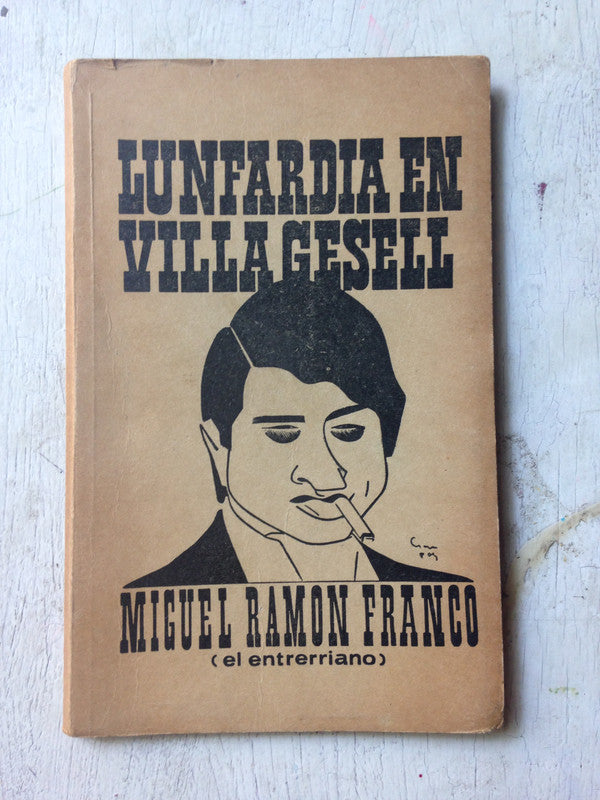 LUNFARDIA EN
VILLA GESELL
MIGUEL RAMON FRANCO
(el entrerriano)